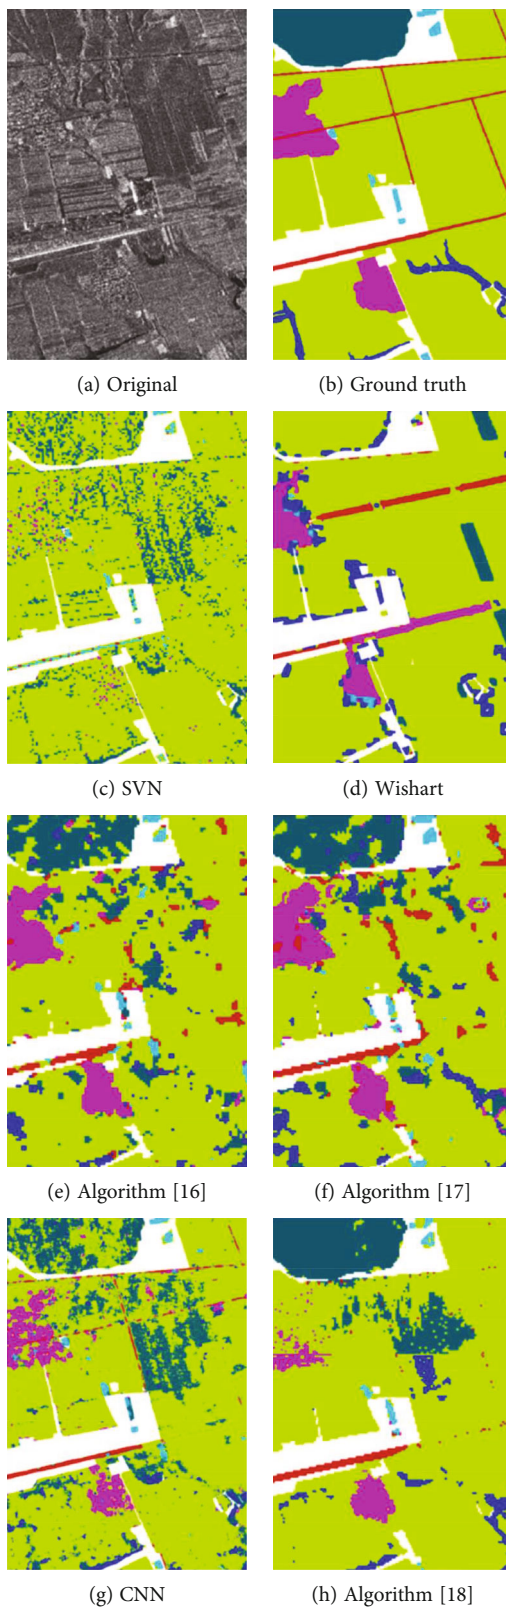 (a) Original
(b) Ground truth
(c) SVN
(d) Wishart
(e) Algorithm [16]
(f) Algorithm [17]
(g) CNN
(h) Algorithm [18]